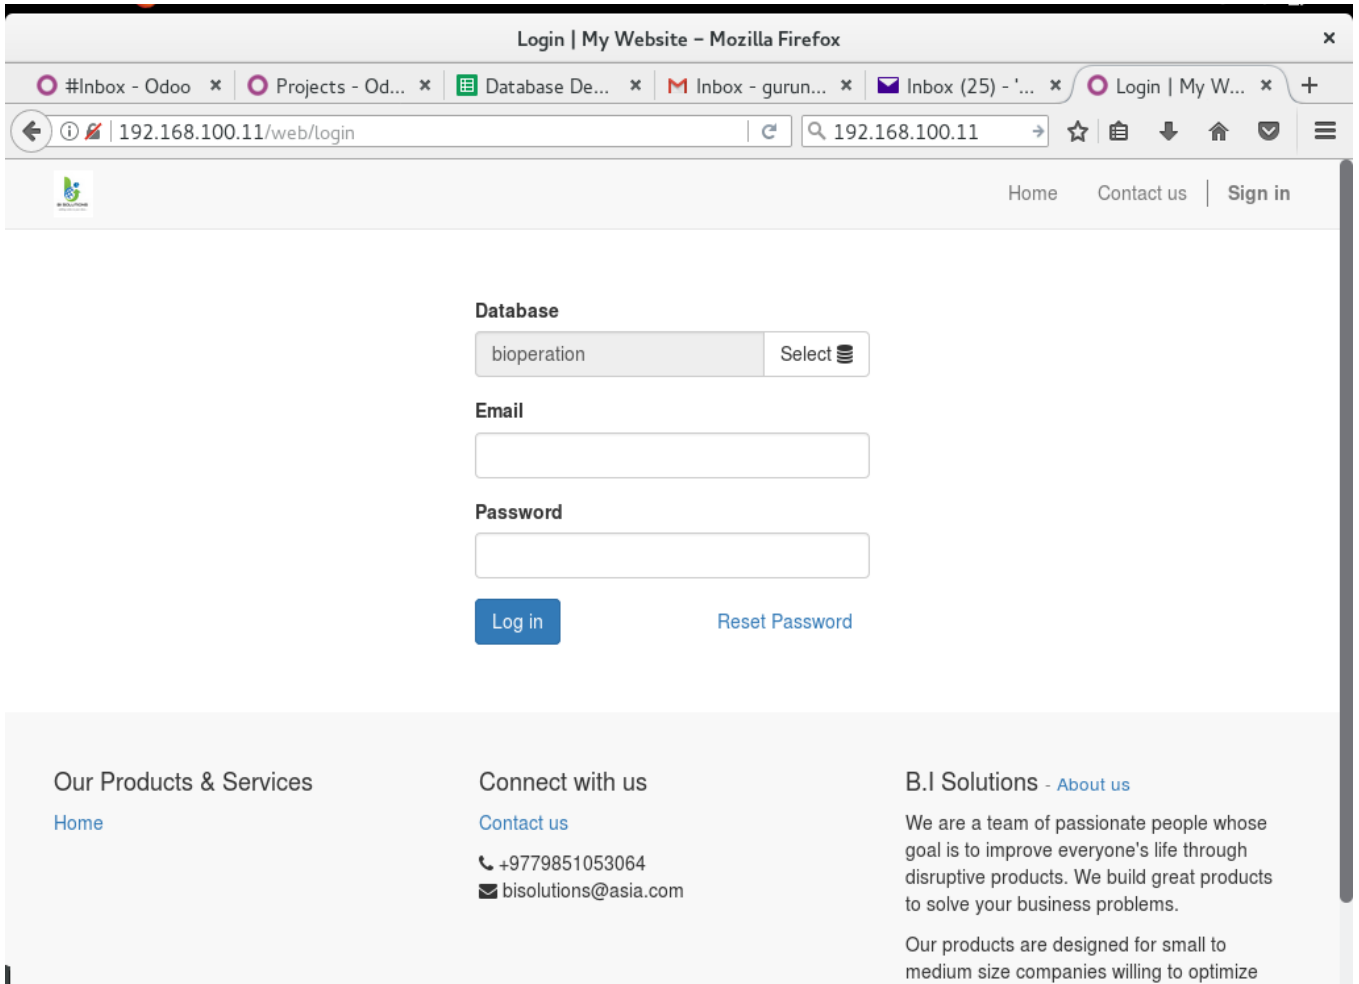 Login | My Website – Mozilla Firefox
#Inbox - Odoo
Projects - Od...
Database De...
Inbox - gurun...
Inbox (25) - '...
Login | My W...
192.168.100.11/web/login
192.168.100.11
BI SOLUTIONS
Home
Contact us
Sign in
Database
bioperation
Select
Email
Password
Log in
Reset Password
Our Products & Services
Home
Connect with us
Contact us
+9779851053064
bisolutions@asia.com
B.I Solutions - About us
We are a team of passionate people whose
goal is to improve everyone's life through
disruptive products. We build great products
to solve your business problems.
Our products are designed for small to
medium size companies willing to optimize